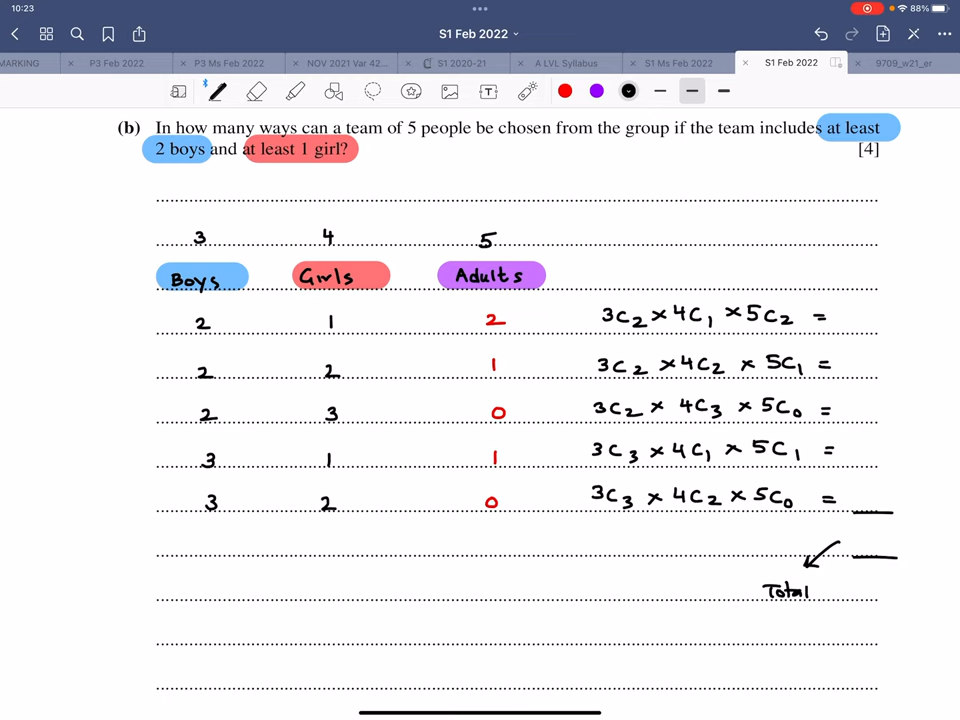 10:23
88%
S1 Feb 2022
MARKING
P3 Feb 2022
P3 Ms Feb 2022
NOV 2021 Var 42...
S1 2020-21
A LVL Syllabus
S1 Ms Feb 2022
S1 Feb 2022
9709_w21_er
(b) In how many ways can a team of 5 people be chosen from the group if the team includes at least
2 boys and at least 1 girl? [4]
3 4 5
Boys Girls Adults
2 1 2 3C2 × 4C1 × 5C2 =
2 2 1 3C2 × 4C2 × 5C1 =
2 3 0 3C2 × 4C3 × 5C0 =
3 1 1 3C3 × 4C1 × 5C1 =
3 2 0 3C3 × 4C2 × 5C0 =
Total